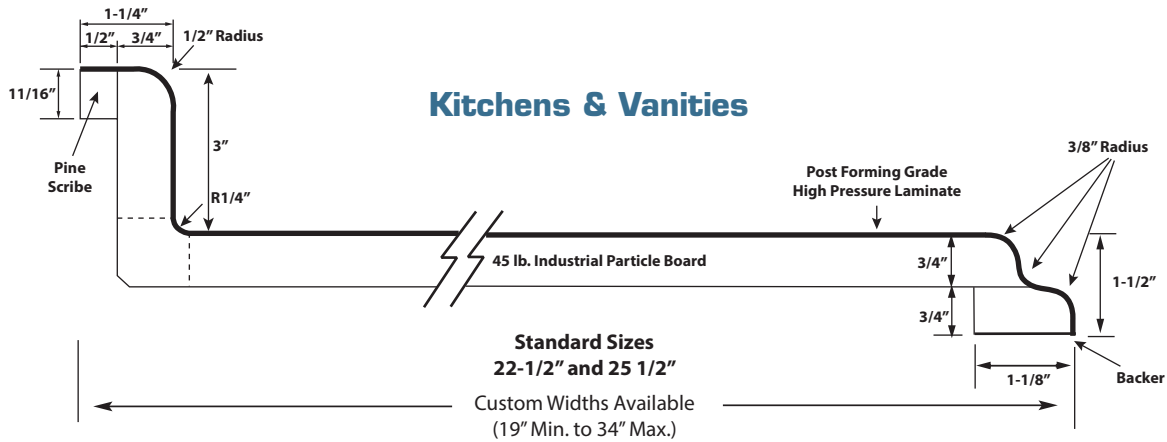 1-1/4”
1/2” 3/4” 1/2” Radius
11/16”
Kitchens & Vanities
3”
3/8” Radius
Pine
Scribe
Post Forming Grade
High Pressure Laminate
R1/4”
45 lb. Industrial Particle Board
3/4”
1-1/2”
3/4”
Standard Sizes
22-1/2” and 25 1/2”
1-1/8”
Backer
Custom Widths Available
(19” Min. to 34” Max.)